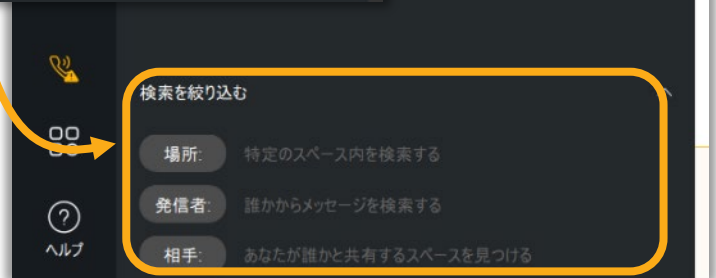 検索を絞り込む
場所: 特定のスペース内を検索する
発信者: 誰かからメッセージを検索する
ヘルプ
相手: あなたが誰かと共有するスペースを見つける